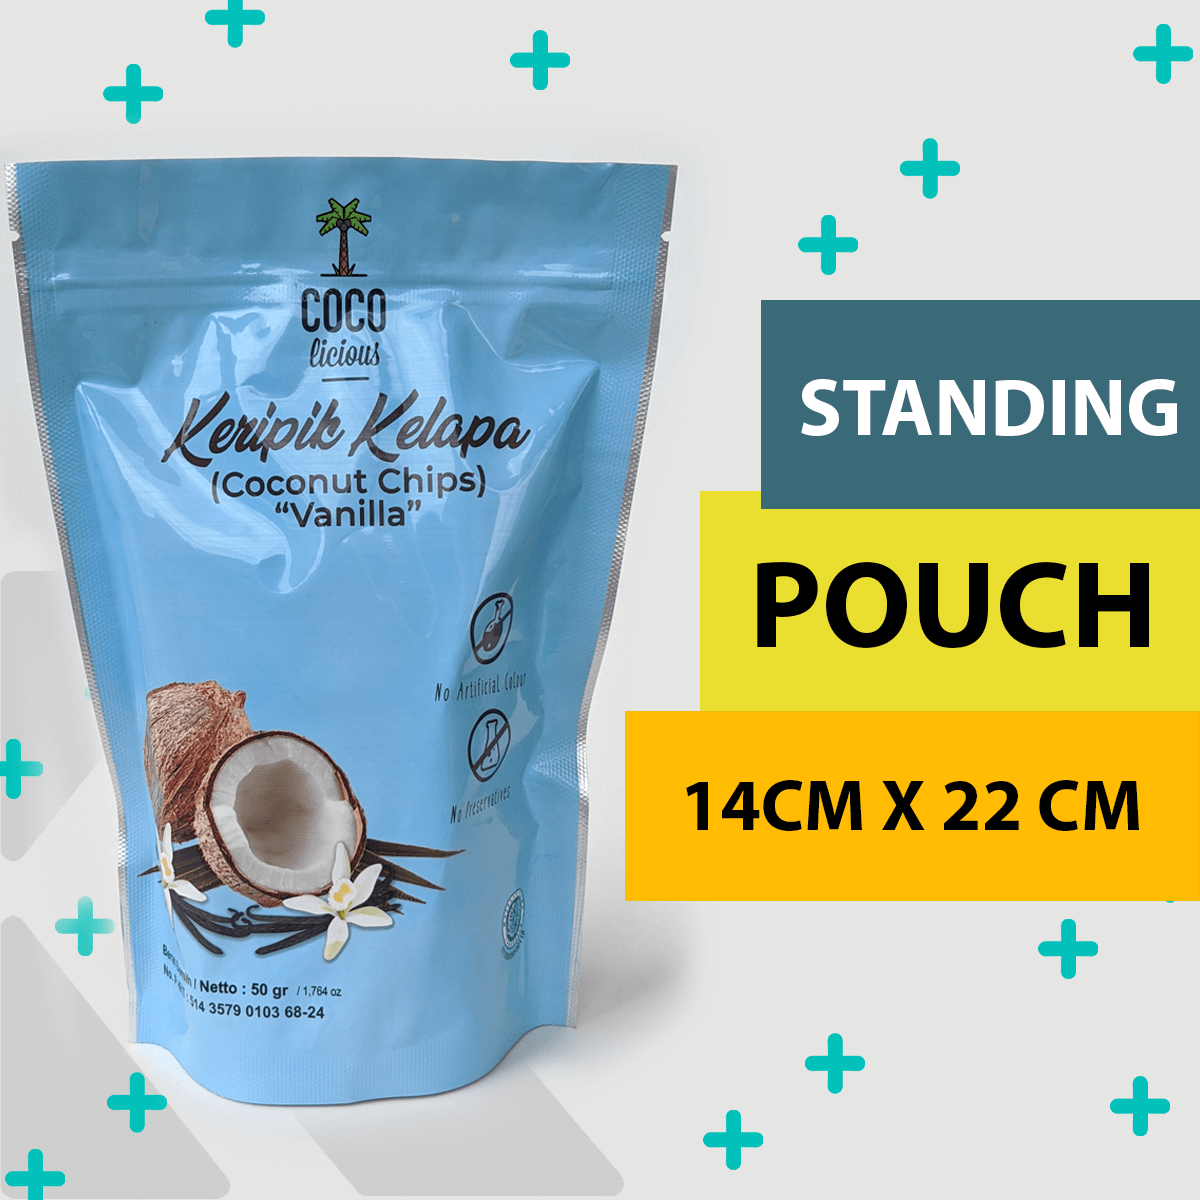 COCO
licious
Keripik Kelapa
(Coconut Chips)
“Vanilla”
No Artificial Colour
No Preservatives
/ Netto : 50 gr / 1,764 oz
514 3579 0103 68-24
STANDING
POUCH
14CM X 22 CM